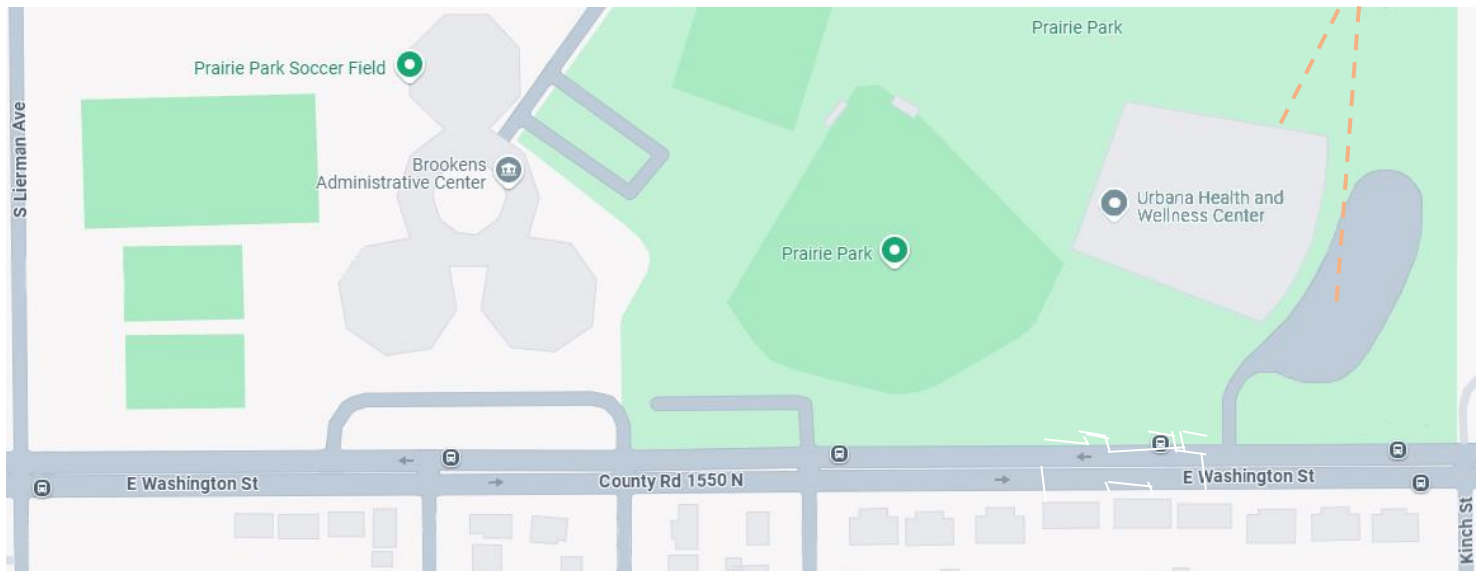 Prairie Park
Prairie Park Soccer Field
S Lierman Ave
Brookens
Administrative Center
Urbana Health and
Wellness Center
Prairie Park
E Washington St
County Rd 1550 N
E Washington St
Kinch St